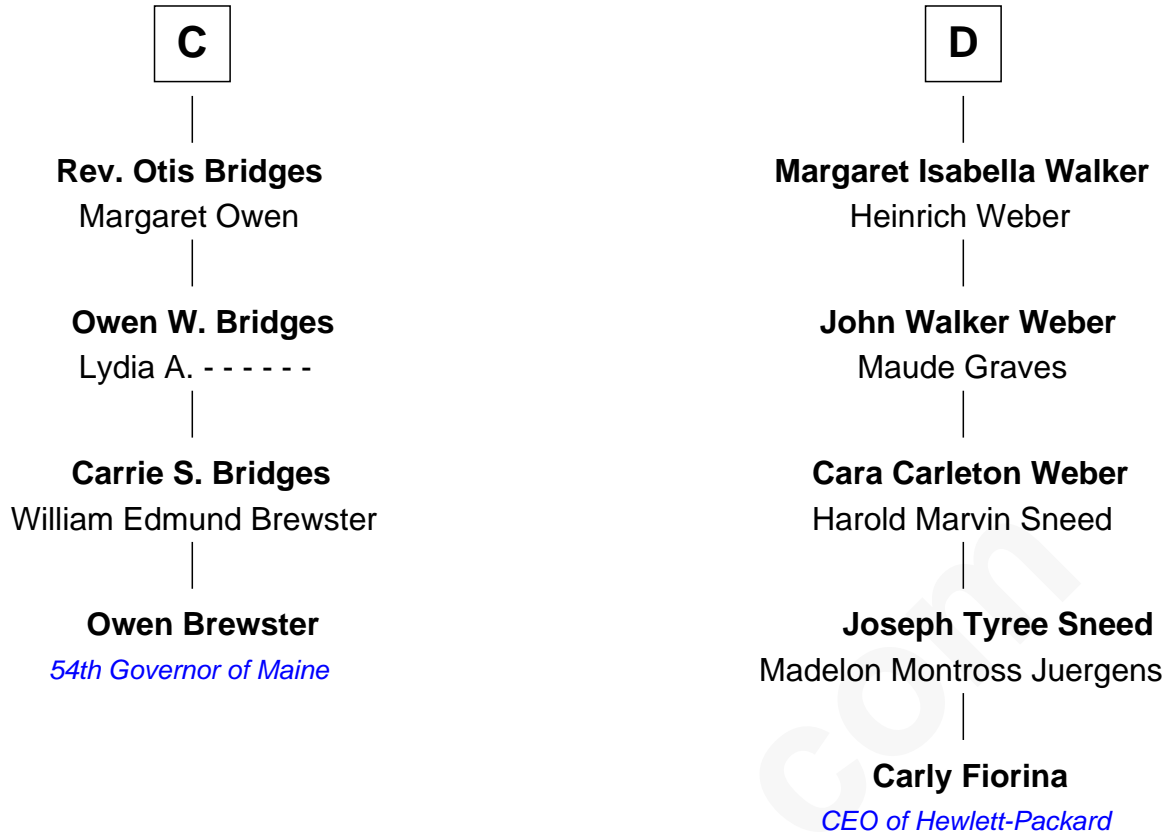 C
Rev. Otis Bridges
Margaret Owen
Owen W. Bridges
Lydia A. - - - - - -
Carrie S. Bridges
William Edmund Brewster
Owen Brewster
54th Governor of Maine
D
Margaret Isabella Walker
Heinrich Weber
John Walker Weber
Maude Graves
Cara Carleton Weber
Harold Marvin Sneed
Joseph Tyree Sneed
Madelon Montross Juergens
Carly Fiorina
CEO of Hewlett-Packard
com